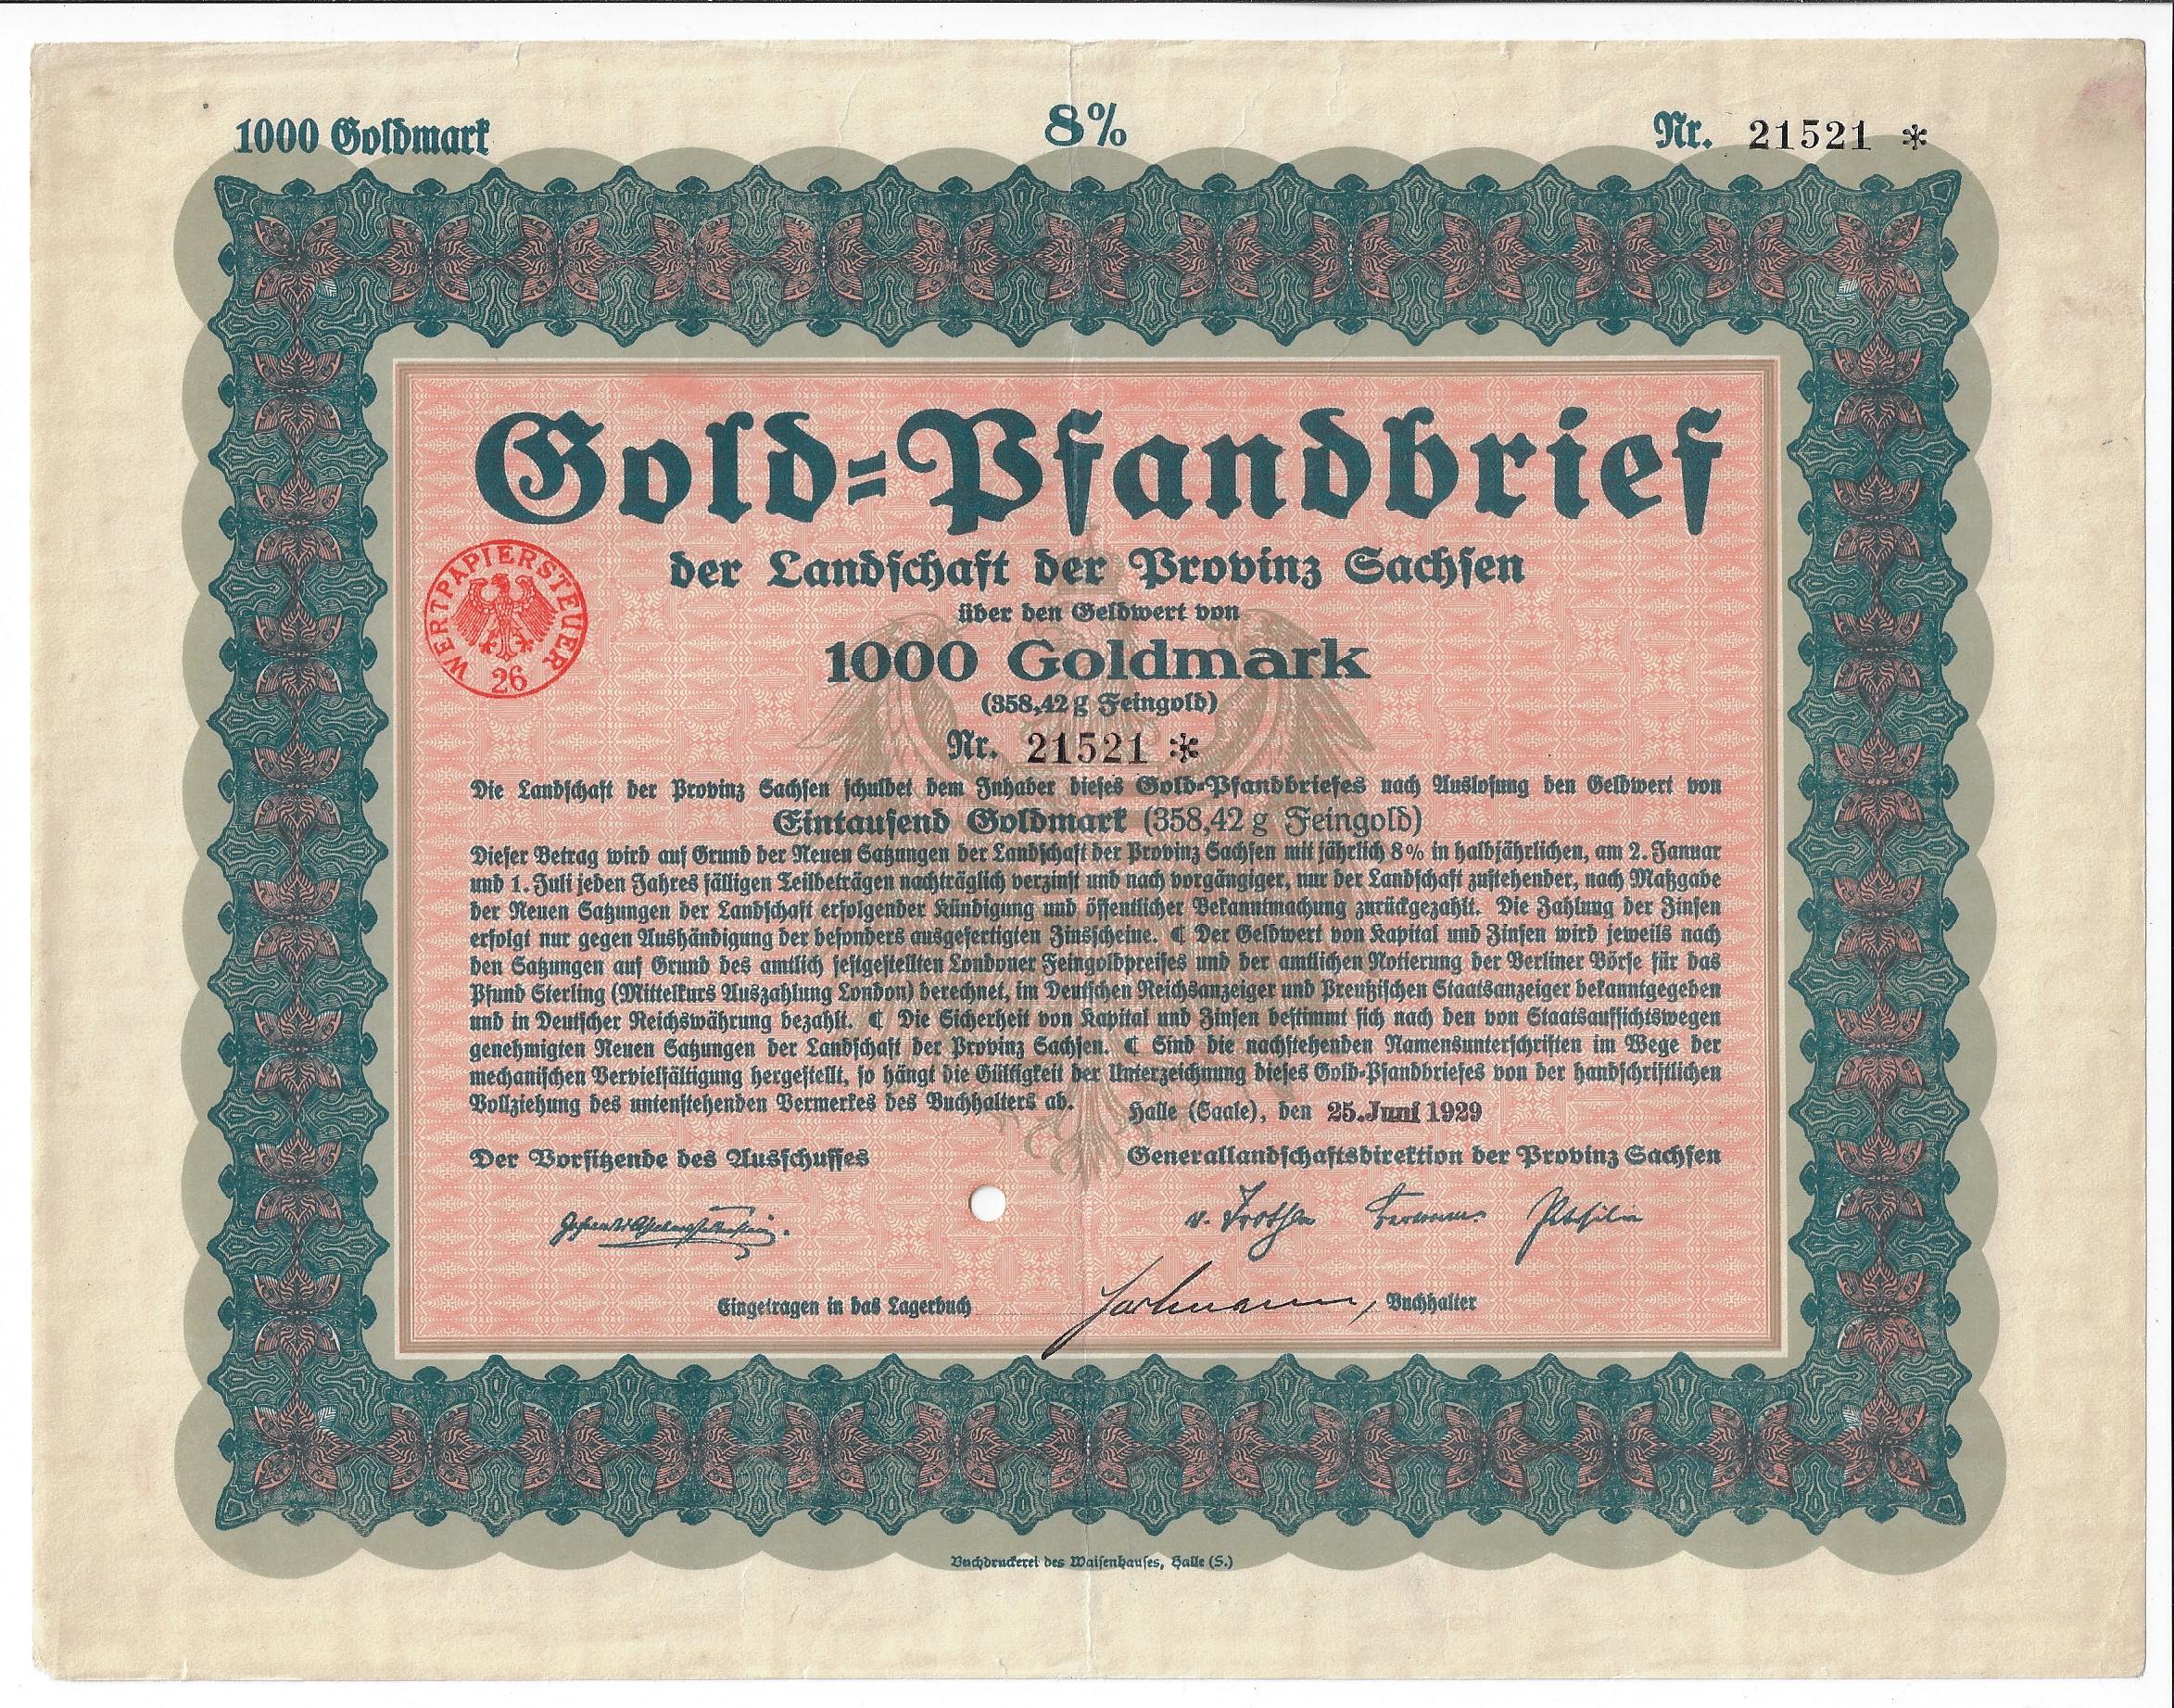 1000 Goldmark
8%
Nr. 21521 *
Gold=Pfandbrief
der Landschaft der Provinz Sachsen
über den Geldwert von
1000 Goldmark
(358,42 g Feingold)
Nr. 21521 *
WERTPAPIERSTEUER
26
Die Landschaft der Provinz Sachsen schuldet dem Inhaber dieses Gold-Pfandbriefes nach Auslosung den Geldwert von
Eintausend Goldmark (358,42 g Feingold)
Dieser Betrag wird auf Grund der Neuen Satzungen der Landschaft der Provinz Sachsen mit jährlich 8% in halbjährlichen, am 2. Januar
und 1. Juli jeden Jahres fälligen Teilbeträgen nachträglich verzinst und nach vorgängiger, nur der Landschaft zustehender, nach Maßgabe
der Neuen Satzungen der Landschaft erfolgender Kündigung und öffentlicher Bekanntmachung zurückgezahlt. Die Zahlung der Zinsen
erfolgt nur gegen Aushändigung der besonders ausgefertigten Zinsscheine. ⁋ Der Geldwert von Kapital und Zinsen wird jeweils nach
den Satzungen auf Grund des amtlich festgestellten Londoner Feingoldpreises und der amtlichen Notierung der Berliner Börse für das
Pfund Sterling (Mittelkurs Auszahlung London) berechnet, im Deutschen Reichsanzeiger und Preußischen Staatsanzeiger bekanntgegeben
und in Deutscher Reichswährung bezahlt. ⁋ Die Sicherheit von Kapital und Zinsen bestimmt sich nach den von Staatsaufsichtswegen
genehmigten Neuen Satzungen der Landschaft der Provinz Sachsen. ⁋ Sind die nachstehenden Namensunterschriften im Wege der
mechanischen Vervielfältigung hergestellt, so hängt die Gültigkeit der Unterzeichnung dieses Gold-Pfandbriefes von der handschriftlichen
Vollziehung des untenstehenden Vermerkes des Buchhalters ab.
Halle (Saale), den 25. Juni 1929
Der Vorsitzende des Ausschusses
Generallandschaftsdirektion der Provinz Sachsen
v. Trotha
Eingetragen in das Lagerbuch
, Buchhalter
Buchdruckerei des Waisenhauses, Halle (S.)